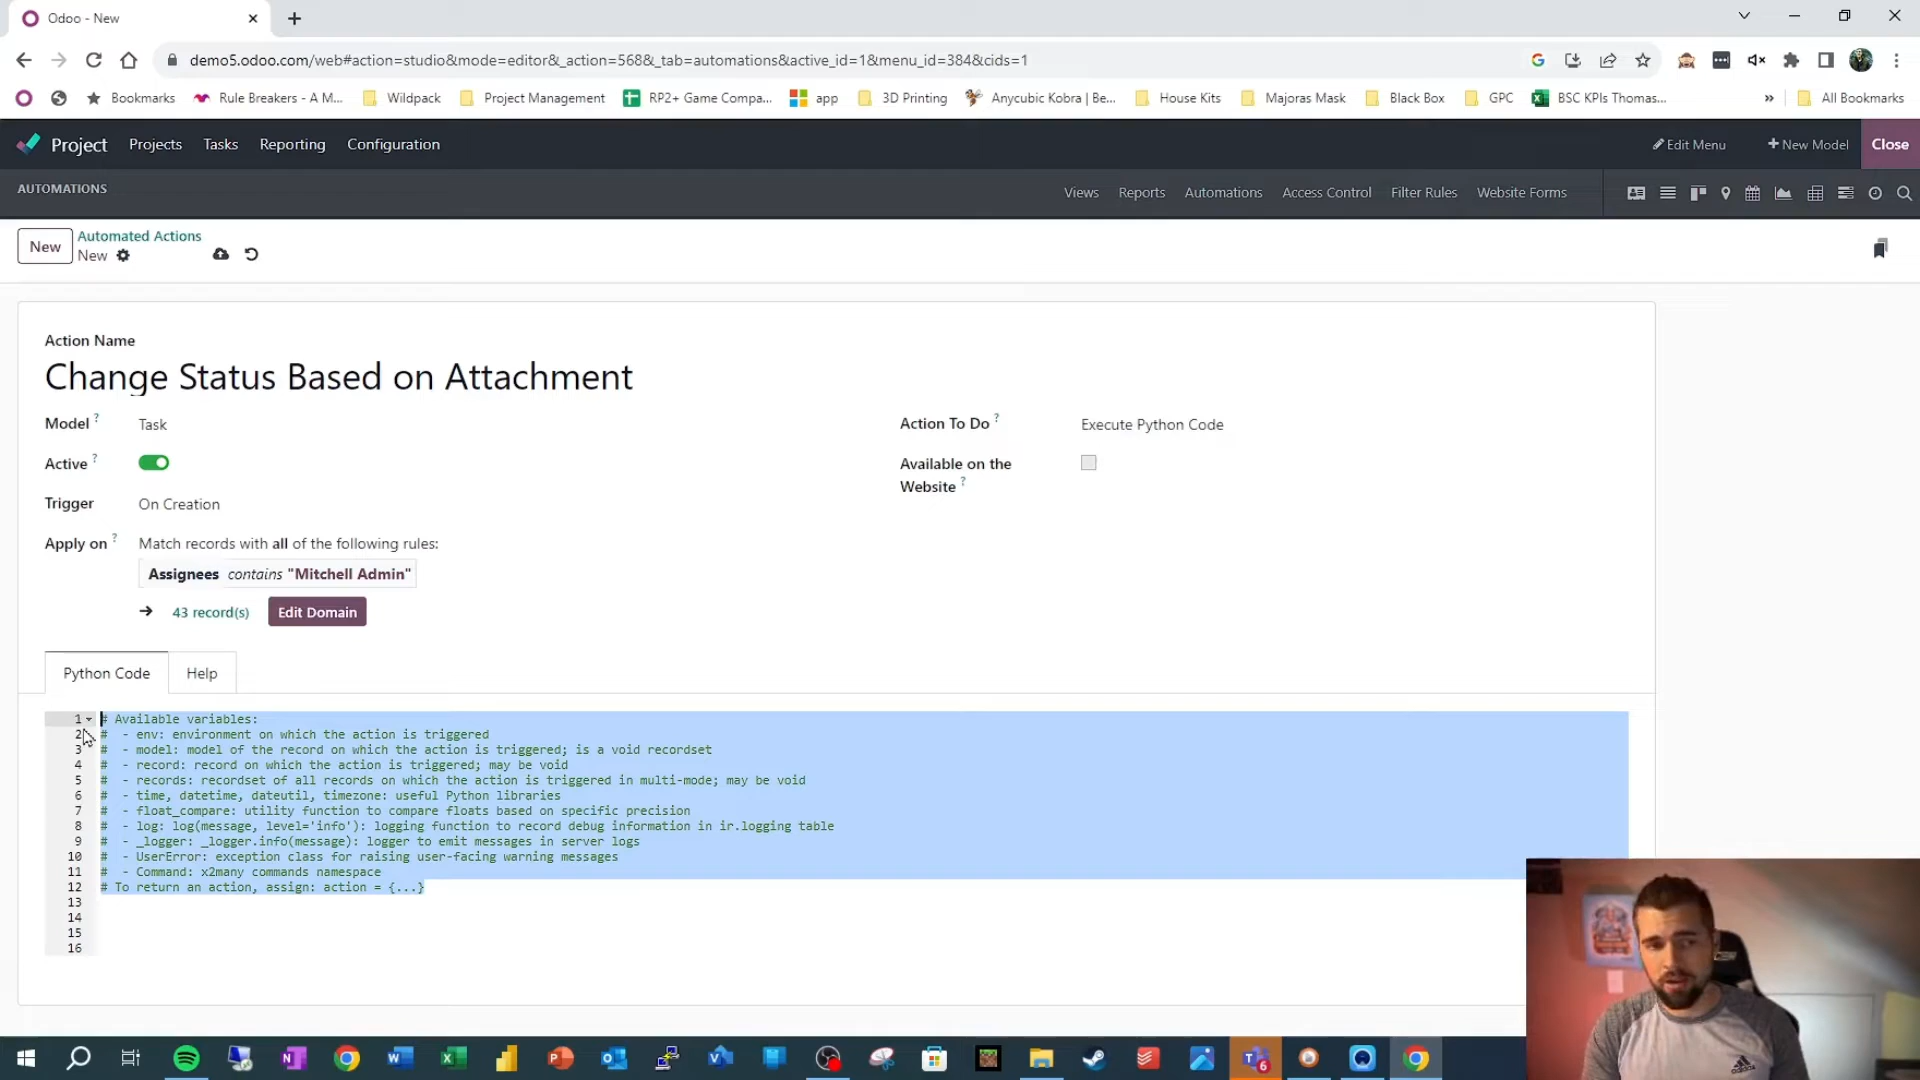 Odoo - New
demo5.odoo.com/web#action=studio&mode=editor&_action=568&_tab=automations&active_id=1&menu_id=384&cids=1
Bookmarks
Rule Breakers - A M...
Wildpack
Project Management
RP2+ Game Compa...
app
3D Printing
Anycubic Kobra | Be...
House Kits
Majoras Mask
Black Box
GPC
BSC KPIs Thomas...
»
All Bookmarks
Project
Projects
Tasks
Reporting
Configuration
Edit Menu
+ New Model
Close
AUTOMATIONS
Views
Reports
Automations
Access Control
Filter Rules
Website Forms
New
Automated Actions
New
Action Name
Change Status Based on Attachment
Model ?
Task
Action To Do ?
Execute Python Code
Active ?
Available on the
Website ?
Trigger
On Creation
Apply on ?
Match records with all of the following rules:
Assignees contains "Mitchell Admin"
43 record(s)
Edit Domain
Python Code
Help
1 # Available variables:
2 #  - env: environment on which the action is triggered
3 #  - model: model of the record on which the action is triggered; is a void recordset
4 #  - record: record on which the action is triggered; may be void
5 #  - records: recordset of all records on which the action is triggered in multi-mode; may be void
6 #  - time, datetime, dateutil, timezone: useful Python libraries
7 #  - float_compare: utility function to compare floats based on specific precision
8 #  - log: log(message, level='info'): logging function to record debug information in ir.logging table
9 #  - _logger: _logger.info(message): logger to emit messages in server logs
10 #  - UserError: exception class for raising user-facing warning messages
11 #  - Command: x2many commands namespace
12 # To return an action, assign: action = {...}
13
14
15
16